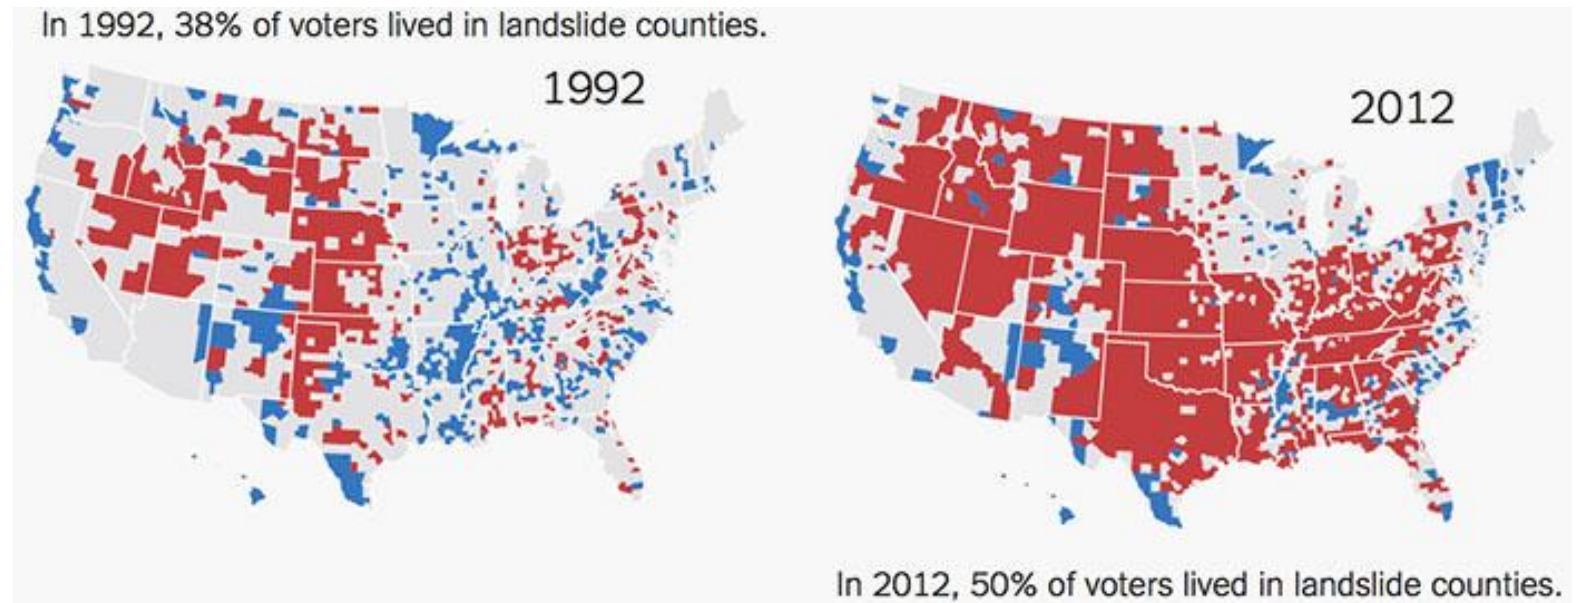 In 1992, 38% of voters lived in landslide counties.
1992
2012
In 2012, 50% of voters lived in landslide counties.